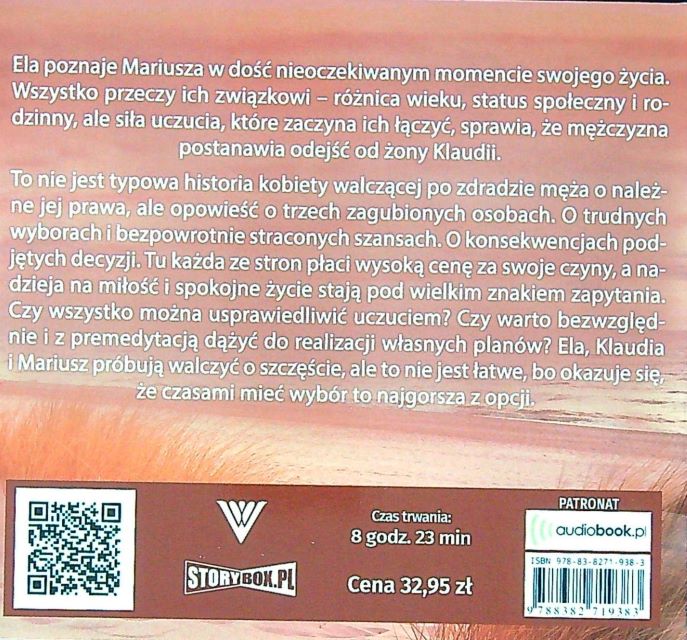 Ela poznaje Mariusza w dość nieoczekiwanym momencie swojego życia.
Wszystko przeczy ich związkowi – różnica wieku, status społeczny i ro-
dzinny, ale siła uczucia, które zaczyna ich łączyć, sprawia, że mężczyzna
postanawia odejść od żony Klaudii.
To nie jest typowa historia kobiety walczącej po zdradzie męża o należ-
ne jej prawa, ale opowieść o trzech zagubionych osobach. O trudnych
wyborach i bezpowrotnie straconych szansach. O konsekwencjach pod-
jętych decyzji. Tu każda ze stron płaci wysoką cenę za swoje czyny, a na-
dzieja na miłość i spokojne życie stają pod wielkim znakiem zapytania.
Czy wszystko można usprawiedliwić uczuciem? Czy warto bezwzględ-
nie i z premedytacją dążyć do realizacji własnych planów? Ela, Klaudia
i Mariusz próbują walczyć o szczęście, ale to nie jest łatwe, bo okazuje się,
że czasami mieć wybór to najgorsza z opcji.
STORYBOX.PL
Czas trwania:
8 godz. 23 min
Cena 32,95 zł
PATRONAT
audiobook.pl
ISBN 978-83-8271-938-3
9 788382 719383